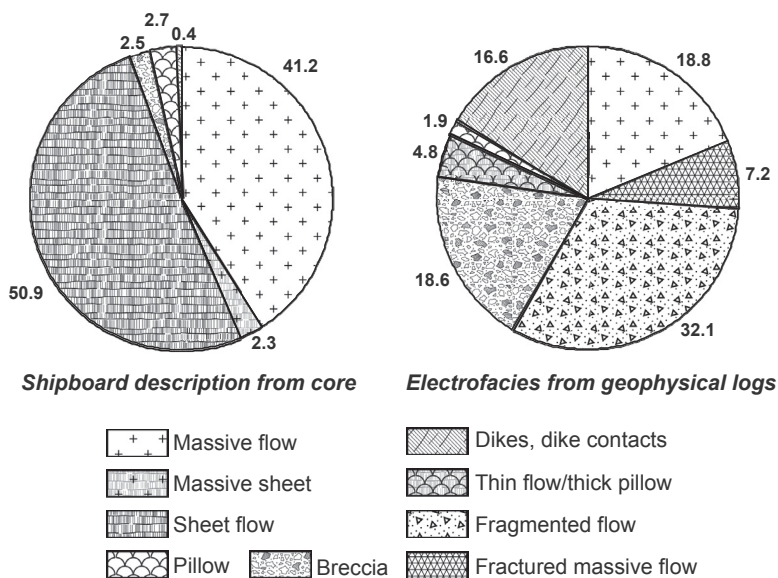 2.7
2.5 0.4
41.2
50.9
2.3
16.6 18.8
1.9
4.8 7.2
18.6
32.1
Shipboard description from core
Electrofacies from geophysical logs
Massive flow
Massive sheet
Sheet flow
Pillow Breccia
Dikes, dike contacts
Thin flow/thick pillow
Fragmented flow
Fractured massive flow